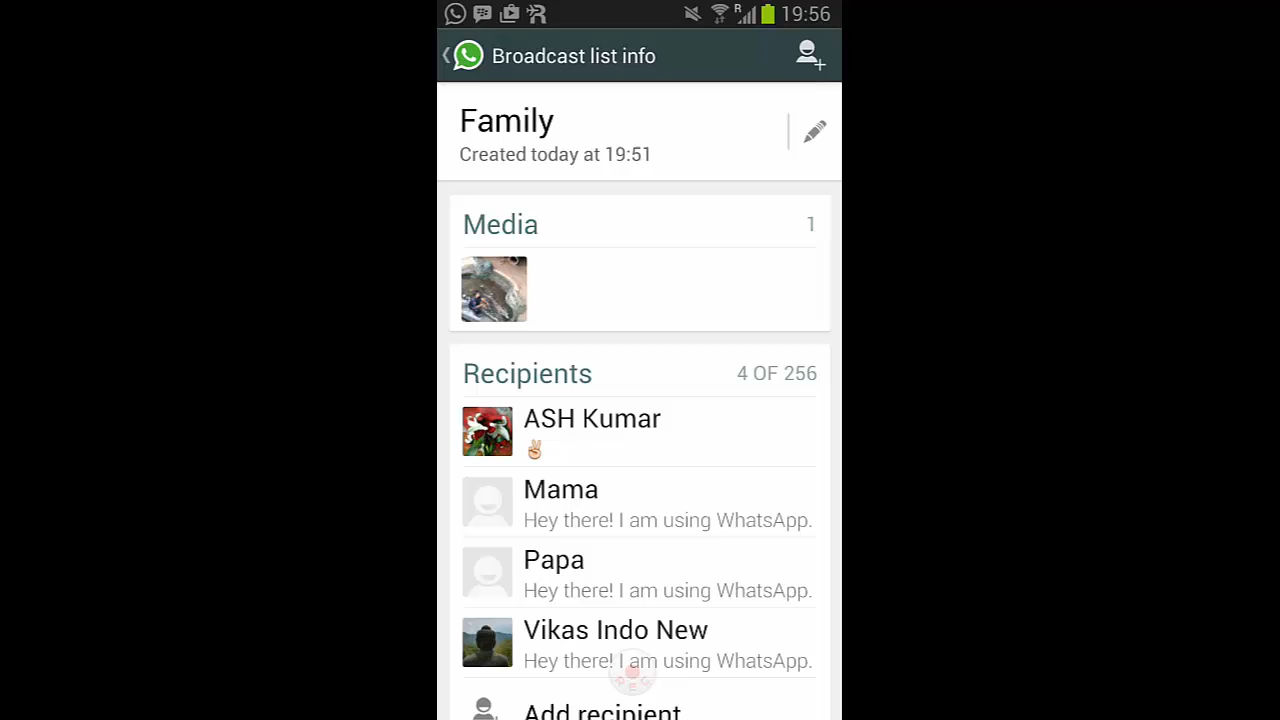 19:56
Broadcast list info
Family
Created today at 19:51
Media 1
Recipients 4 OF 256
ASH Kumar
✌
Mama
Hey there! I am using WhatsApp.
Papa
Hey there! I am using WhatsApp.
Vikas Indo New
Hey there! I am using WhatsApp.
Add recipient